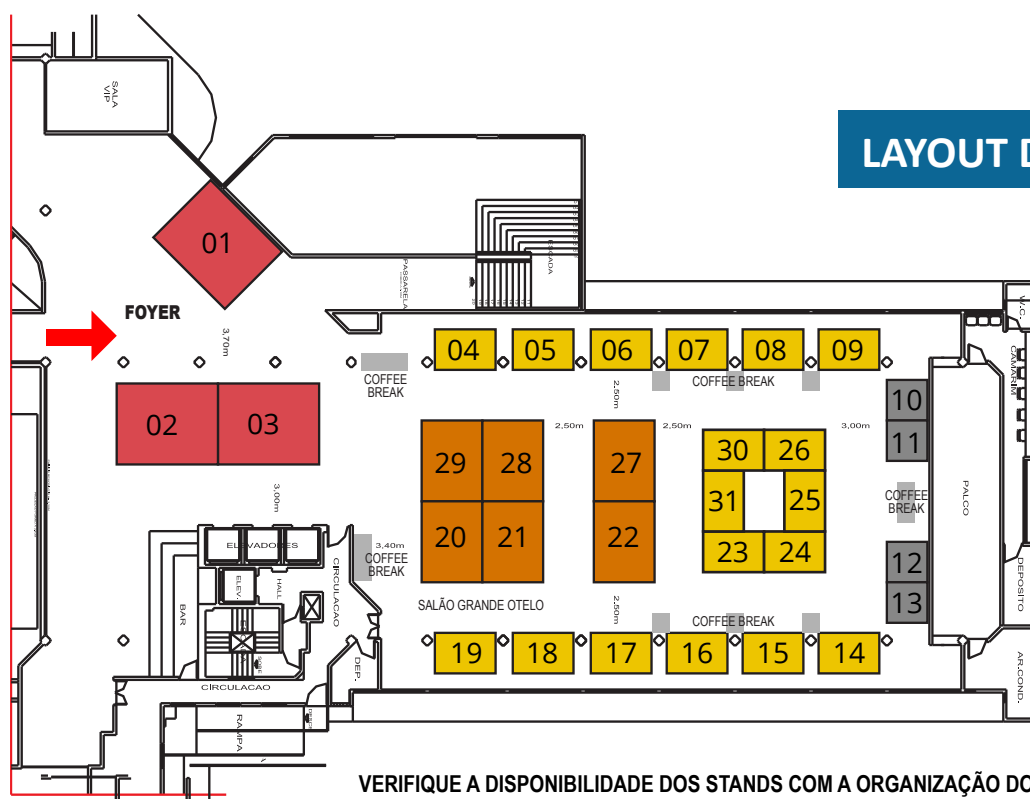 SALA
VIP
LAYOUT D
01
ESCADA
PASSARELA
FOYER
3,70m
W.C.
CAMARIM
04 05 06 07 08 09
COFFEE
BREAK
COFFEE BREAK
2.50m
02 03
10
11
2,50m
2,50m
3,00m
29 28 27
30 26
31 25
3,00m
COFFEE
BREAK
PALCO
20 21 22
23 24
12
13
ELEVADORES
3,40m
COFFEE
BREAK
CIRCULACAO
ELEV.
HALL
DEPOSITO
SALÃO GRANDE OTELO
2.50m
COFFEE BREAK
BAR
19 18 17 16 15 14
SOBE
DEP.
AR.COND.
CIRCULACAO
RAMPA
VERIFIQUE A DISPONIBILIDADE DOS STANDS COM A ORGANIZAÇÃO DO